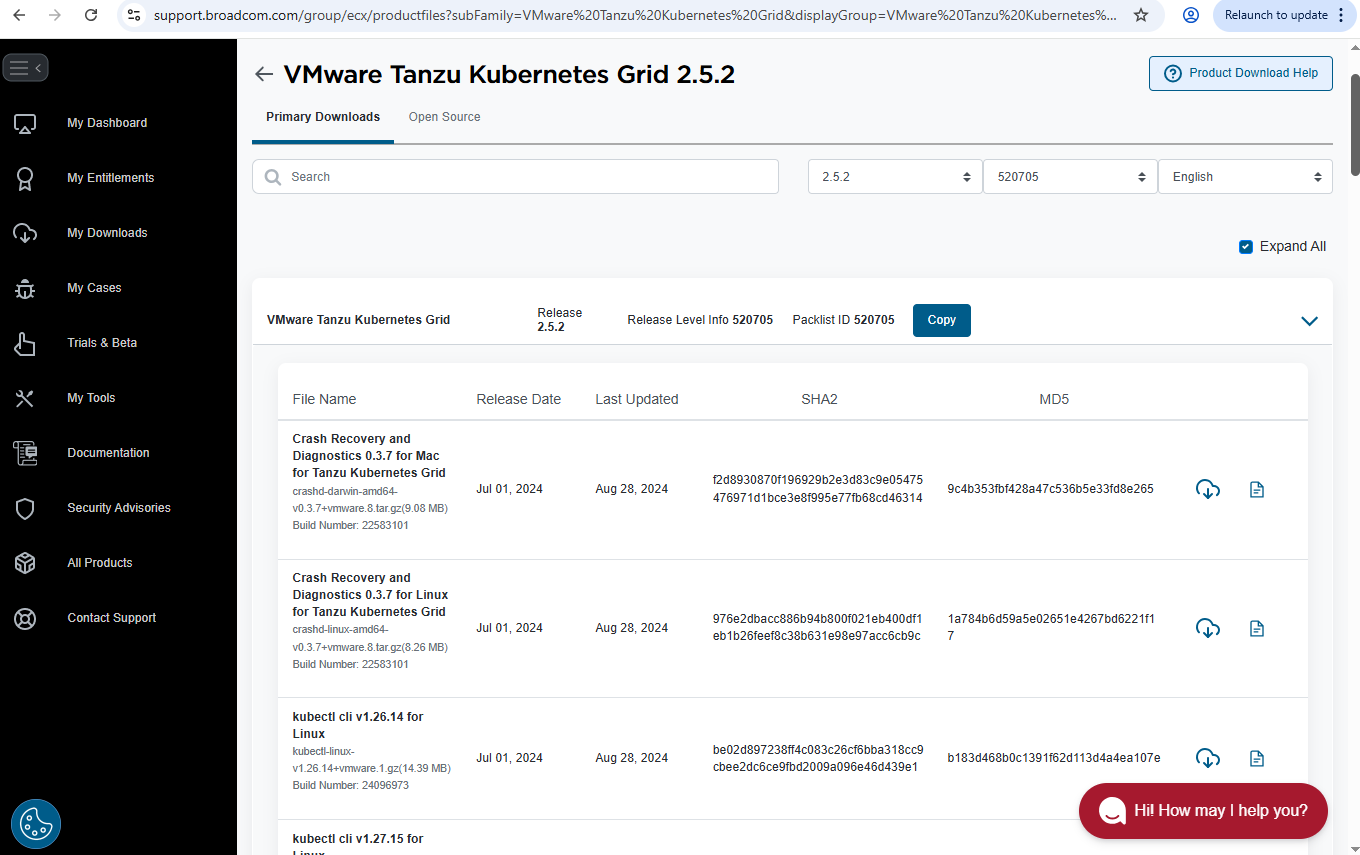 support.broadcom.com/group/ecx/productfiles?subFamily=VMware%20Tanzu%20Kubernetes%20Grid&displayGroup=VMware%20Tanzu%20Kubernetes%...
Relaunch to update
My Dashboard
My Entitlements
My Downloads
My Cases
Trials & Beta
My Tools
Documentation
Security Advisories
All Products
Contact Support
VMware Tanzu Kubernetes Grid 2.5.2
Product Download Help
Primary Downloads
Open Source
Search
2.5.2
520705
English
Expand All
VMware Tanzu Kubernetes Grid
Release
2.5.2
Release Level Info 520705
Packlist ID 520705
Copy
File Name
Release Date
Last Updated
SHA2
MD5
Crash Recovery and
Diagnostics 0.3.7 for Mac
for Tanzu Kubernetes Grid
crashd-darwin-amd64-
v0.3.7+vmware.8.tar.gz(9.08 MB)
Build Number: 22583101
Jul 01, 2024
Aug 28, 2024
f2d8930870f196929b2e3d83c9e05475
476971d1bce3e8f995e77fb68cd46314
9c4b353fbf428a47c536b5e33fd8e265
Crash Recovery and
Diagnostics 0.3.7 for Linux
for Tanzu Kubernetes Grid
crashd-linux-amd64-
v0.3.7+vmware.8.tar.gz(8.26 MB)
Build Number: 22583101
Jul 01, 2024
Aug 28, 2024
976e2dbacc886b94b800f021eb400df1
eb1b26feef8c38b631e98e97acc6cb9c
1a784b6d59a5e02651e4267bd6221f1
7
kubectl cli v1.26.14 for
Linux
kubectl-linux-
v1.26.14+vmware.1.gz(14.39 MB)
Build Number: 24096973
Jul 01, 2024
Aug 28, 2024
be02d897238ff4c083c26cf6bba318cc9
cbee2dc6ce9fbd2009a096e46d439e1
b183d468b0c1391f62d113d4a4ea107e
kubectl cli v1.27.15 for
Linux
Hi! How may I help you?